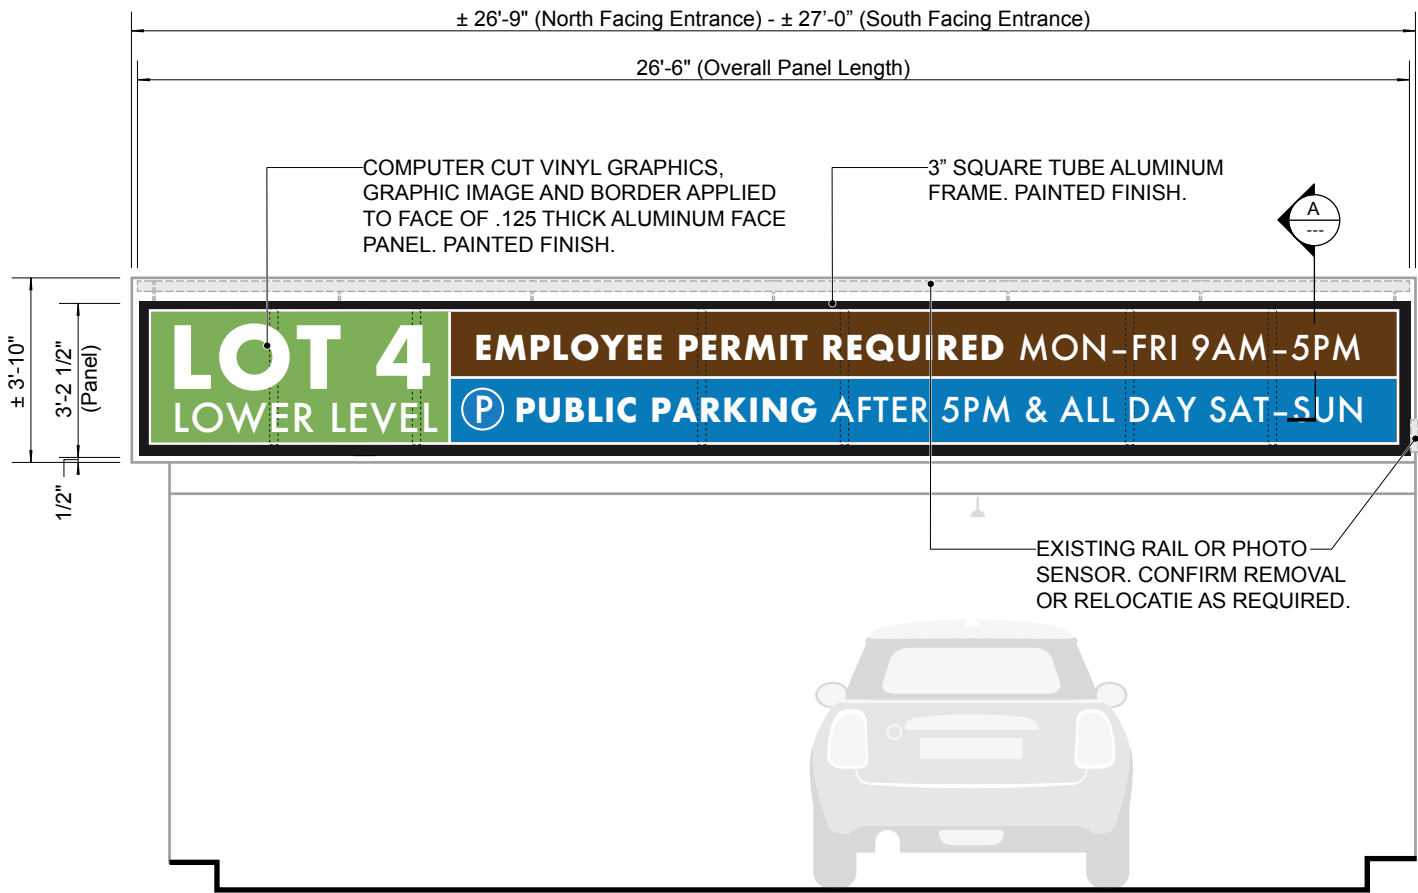 ± 26'-9" (North Facing Entrance) - ± 27’-0” (South Facing Entrance)
26'-6" (Overall Panel Length)
COMPUTER CUT VINYL GRAPHICS,
GRAPHIC IMAGE AND BORDER APPLIED
TO FACE OF .125 THICK ALUMINUM FACE
PANEL. PAINTED FINISH.
3” SQUARE TUBE ALUMINUM
FRAME. PAINTED FINISH.
A
---
± 3'-10"
3'-2 1/2"
(Panel)
1/2"
LOT 4
LOWER LEVEL
EMPLOYEE PERMIT REQUIRED MON–FRI 9AM–5PM
P PUBLIC PARKING AFTER 5PM & ALL DAY SAT–SUN
EXISTING RAIL OR PHOTO
SENSOR. CONFIRM REMOVAL
OR RELOCATIE AS REQUIRED.